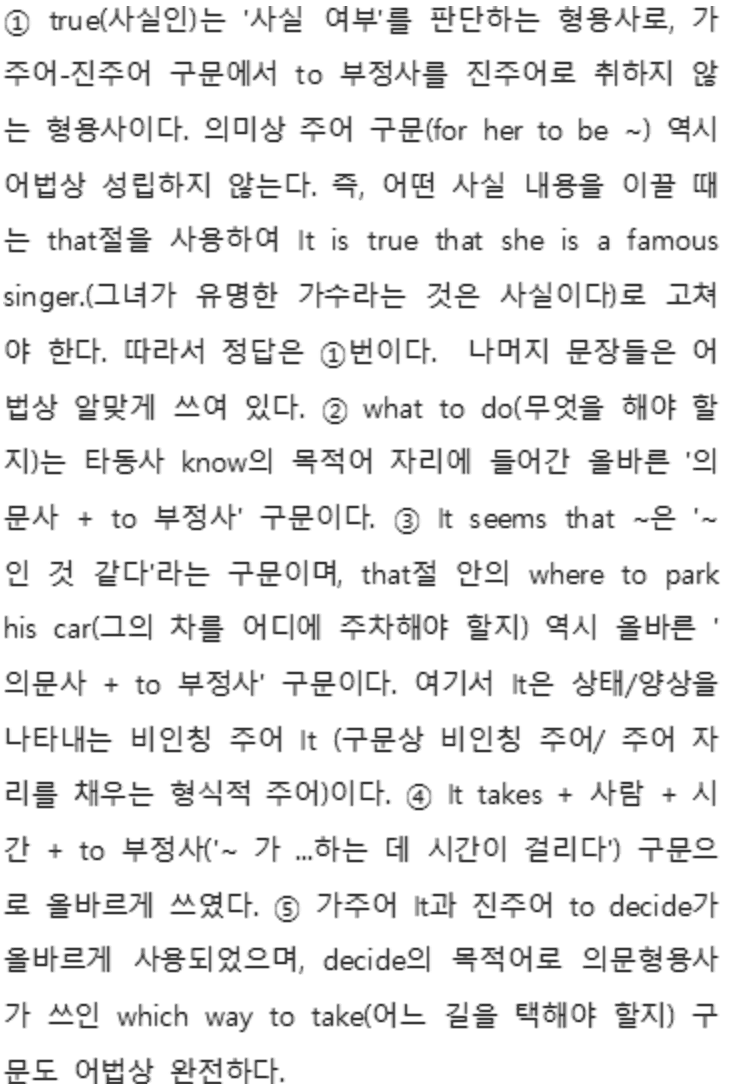 ① true(사실인)는 '사실 여부'를 판단하는 형용사로, 가
주어-진주어 구문에서 to 부정사를 진주어로 취하지 않
는 형용사이다. 의미상 주어 구문(for her to be ~) 역시
어법상 성립하지 않는다. 즉, 어떤 사실 내용을 이끌 때
는 that절을 사용하여 It is true that she is a famous
singer.(그녀가 유명한 가수라는 것은 사실이다)로 고쳐
야 한다. 따라서 정답은 ①번이다. 나머지 문장들은 어
법상 알맞게 쓰여 있다. ② what to do(무엇을 해야 할
지)는 타동사 know의 목적어 자리에 들어간 올바른 '의
문사 + to 부정사' 구문이다. ③ It seems that ~은 '~
인 것 같다'라는 구문이며, that절 안의 where to park
his car(그의 차를 어디에 주차해야 할지) 역시 올바른 '
의문사 + to 부정사' 구문이다. 여기서 It은 상태/양상을
나타내는 비인칭 주어 It (구문상 비인칭 주어/ 주어 자
리를 채우는 형식적 주어)이다. ④ It takes + 사람 + 시
간 + to 부정사('~ 가 ...하는 데 시간이 걸리다') 구문으
로 올바르게 쓰였다. ⑤ 가주어 It과 진주어 to decide가
올바르게 사용되었으며, decide의 목적어로 의문형용사
가 쓰인 which way to take(어느 길을 택해야 할지) 구
문도 어법상 완전하다.